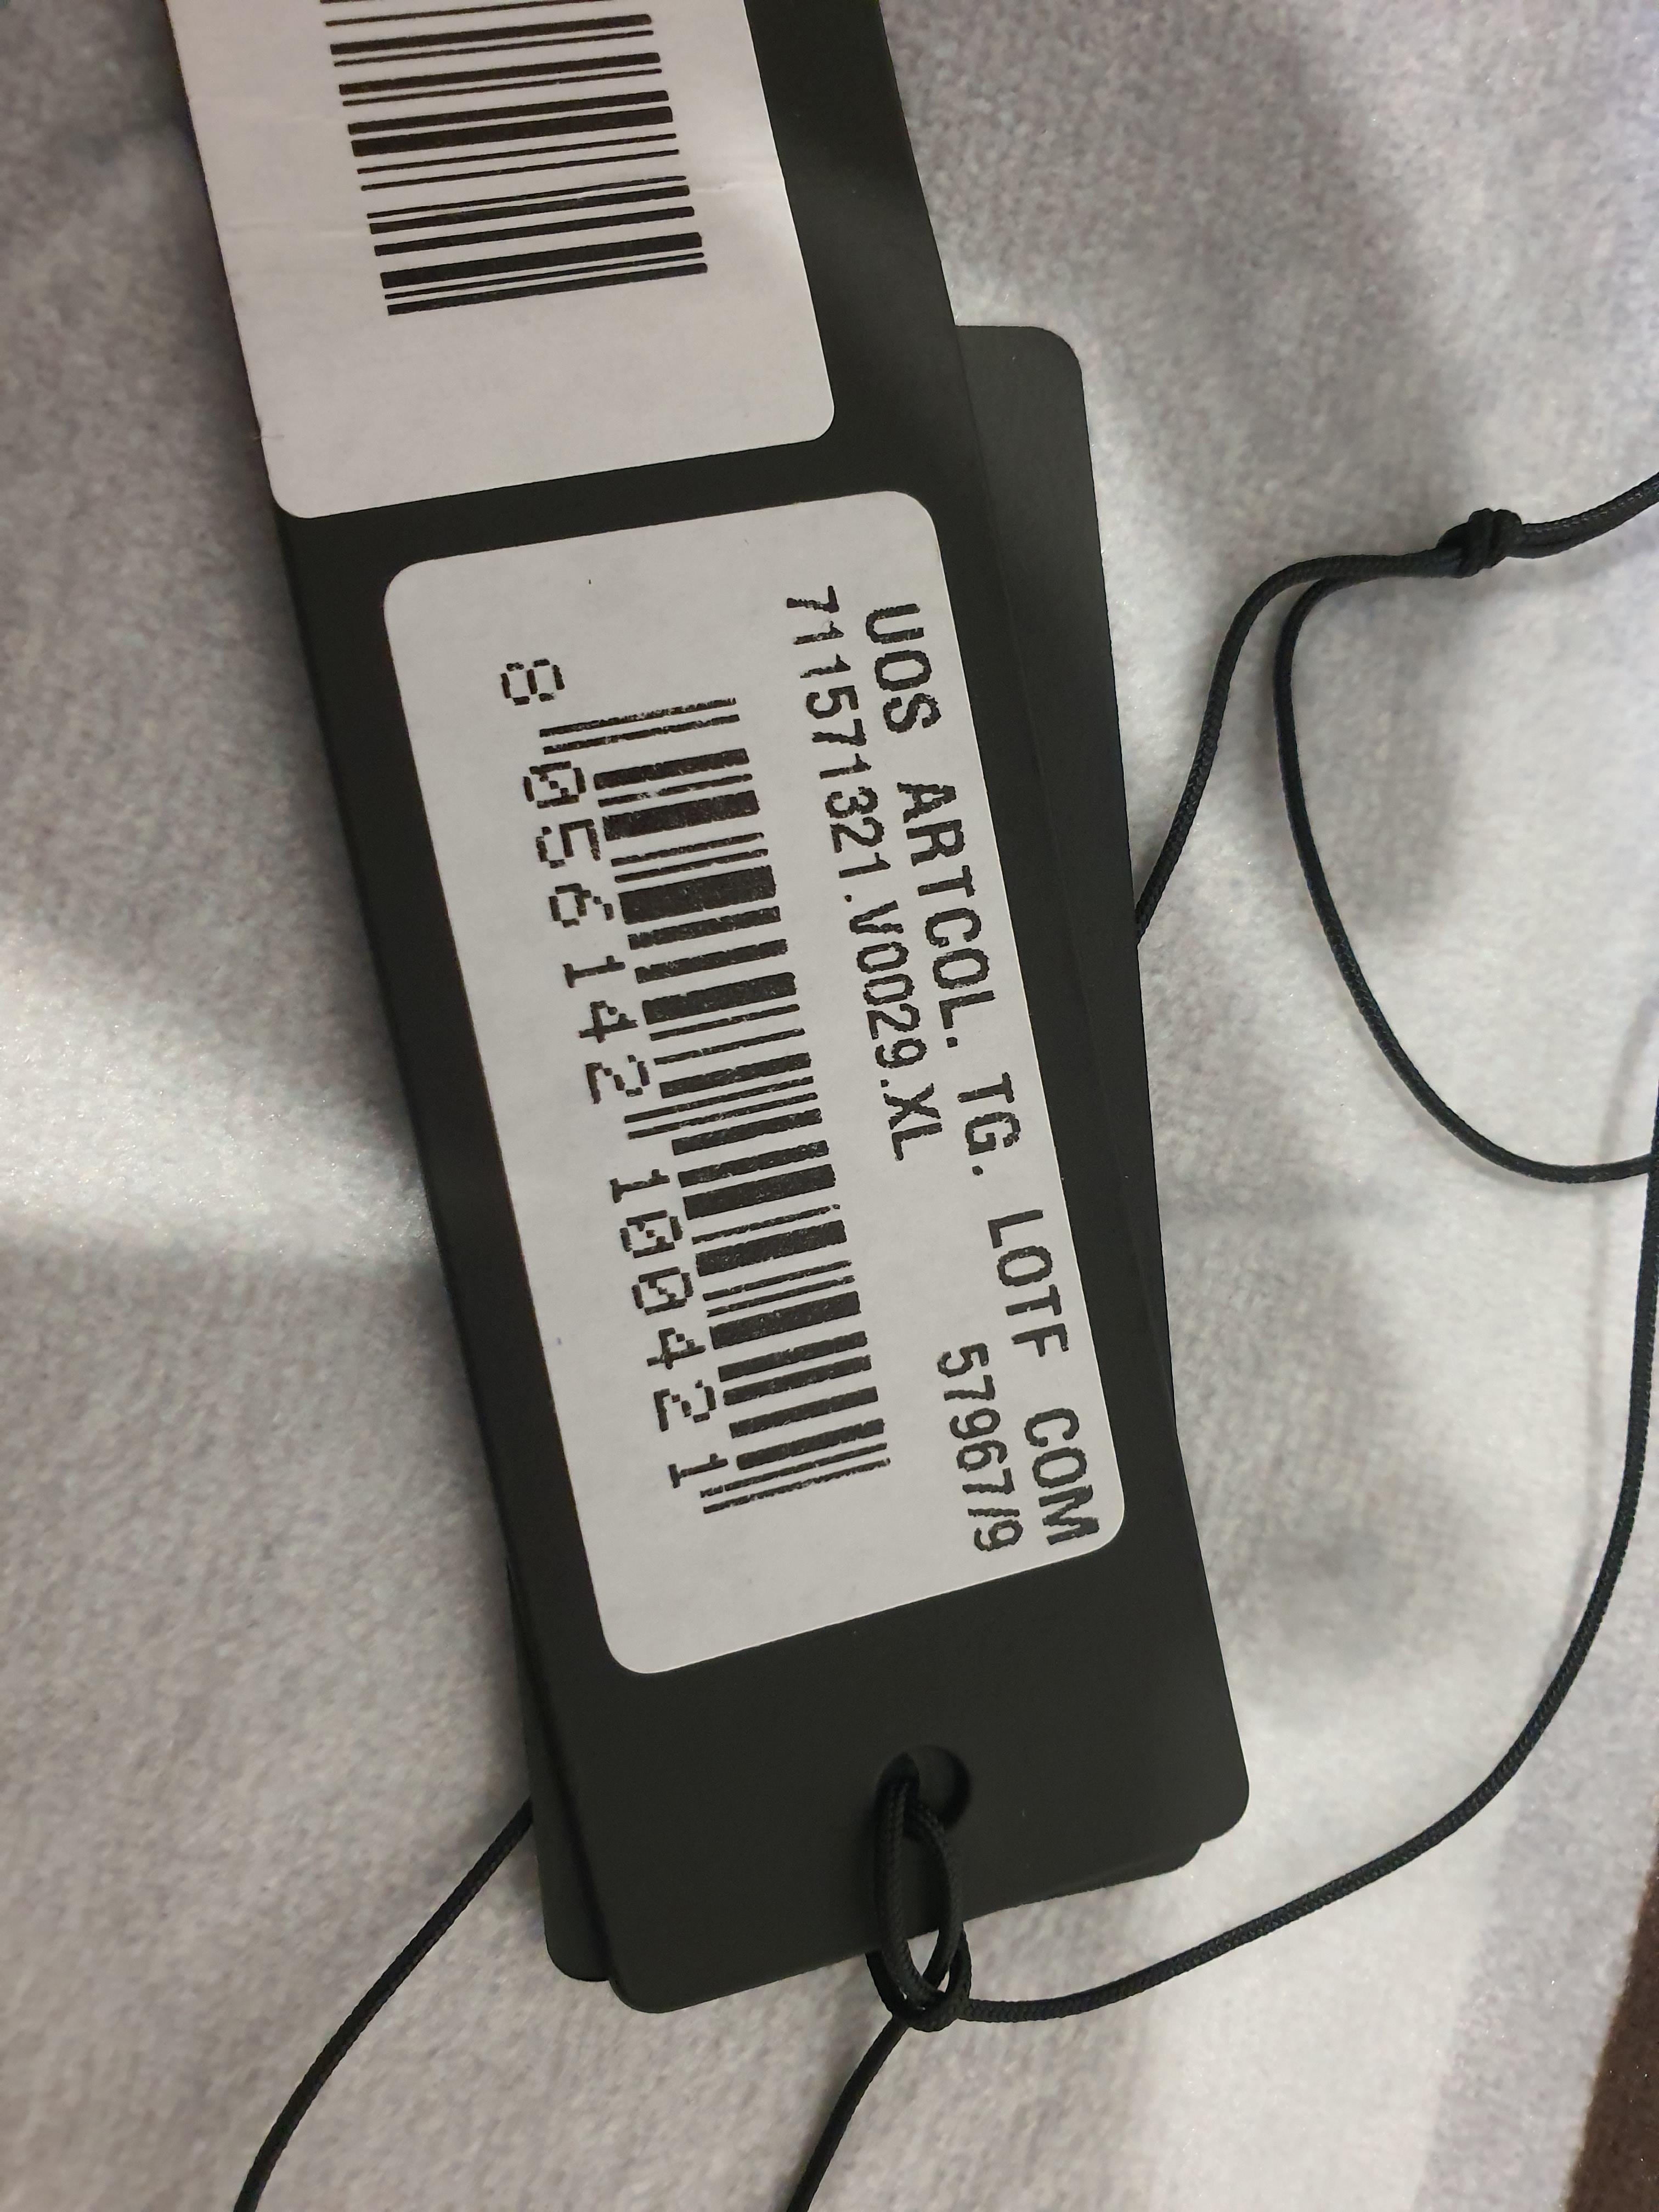 UOS ARTCOL. TG. LOTF COM
711571321.V0029.XL 57967/9
8 056142 100421